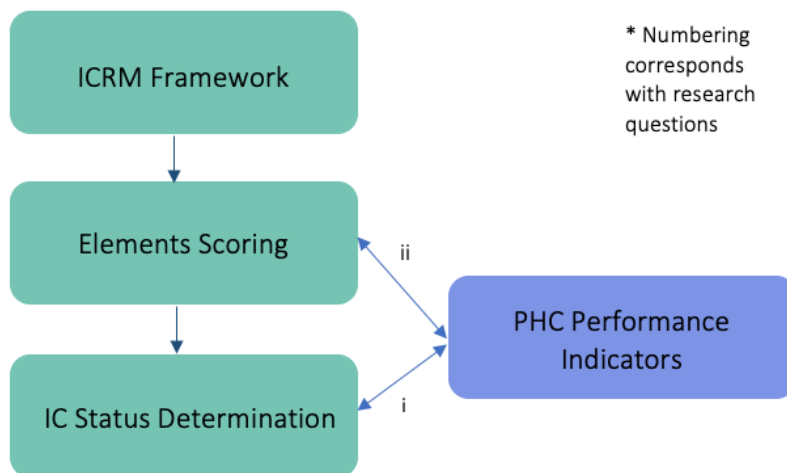 ICRM Framework
* Numbering
corresponds
with research
questions
Elements Scoring
ii
PHC Performance
Indicators
IC Status Determination
i